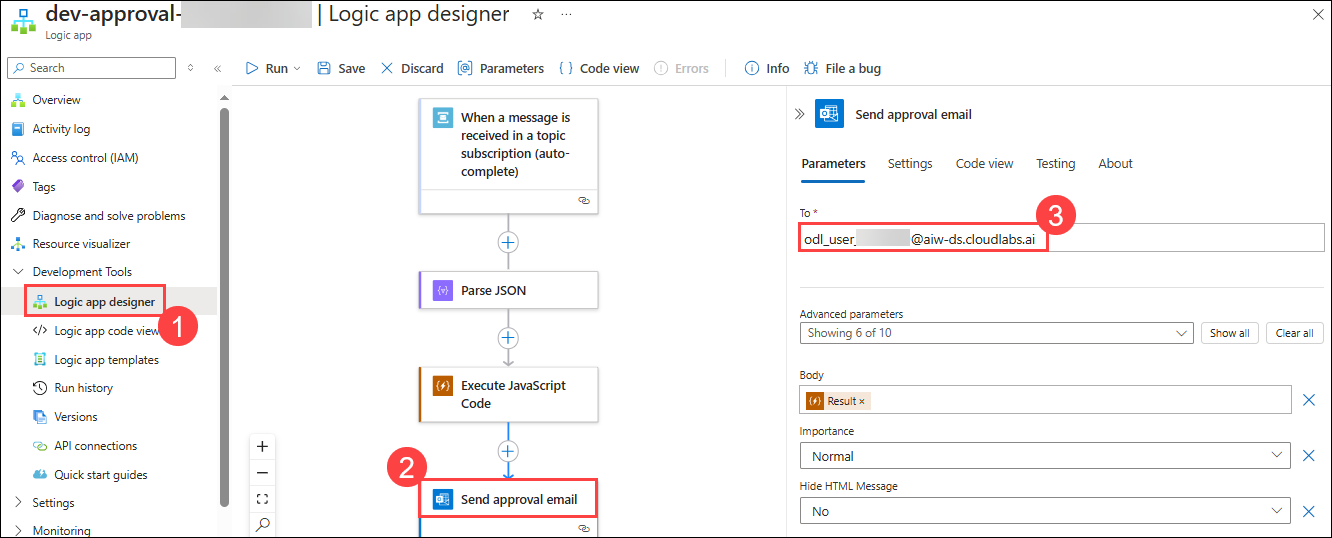 dev-approval- | Logic app designer ☆ ···
Logic app
Search
Run
Save
Discard
Parameters
Code view
Errors
Info
File a bug
Overview
Activity log
Access control (IAM)
Tags
Diagnose and solve problems
Resource visualizer
Development Tools
Logic app designer
1
Logic app code view
Logic app templates
Run history
Versions
API connections
Quick start guides
Settings
Monitoring
When a message is
received in a topic
subscription (auto-
complete)
Parse JSON
Execute JavaScript
Code
2
Send approval email
Send approval email
Parameters
Settings
Code view
Testing
About
To *
3
odl_user_ @aiw-ds.cloudlabs.ai
Advanced parameters
Showing 6 of 10
Show all
Clear all
Body
Result ×
Importance
Normal
Hide HTML Message
No